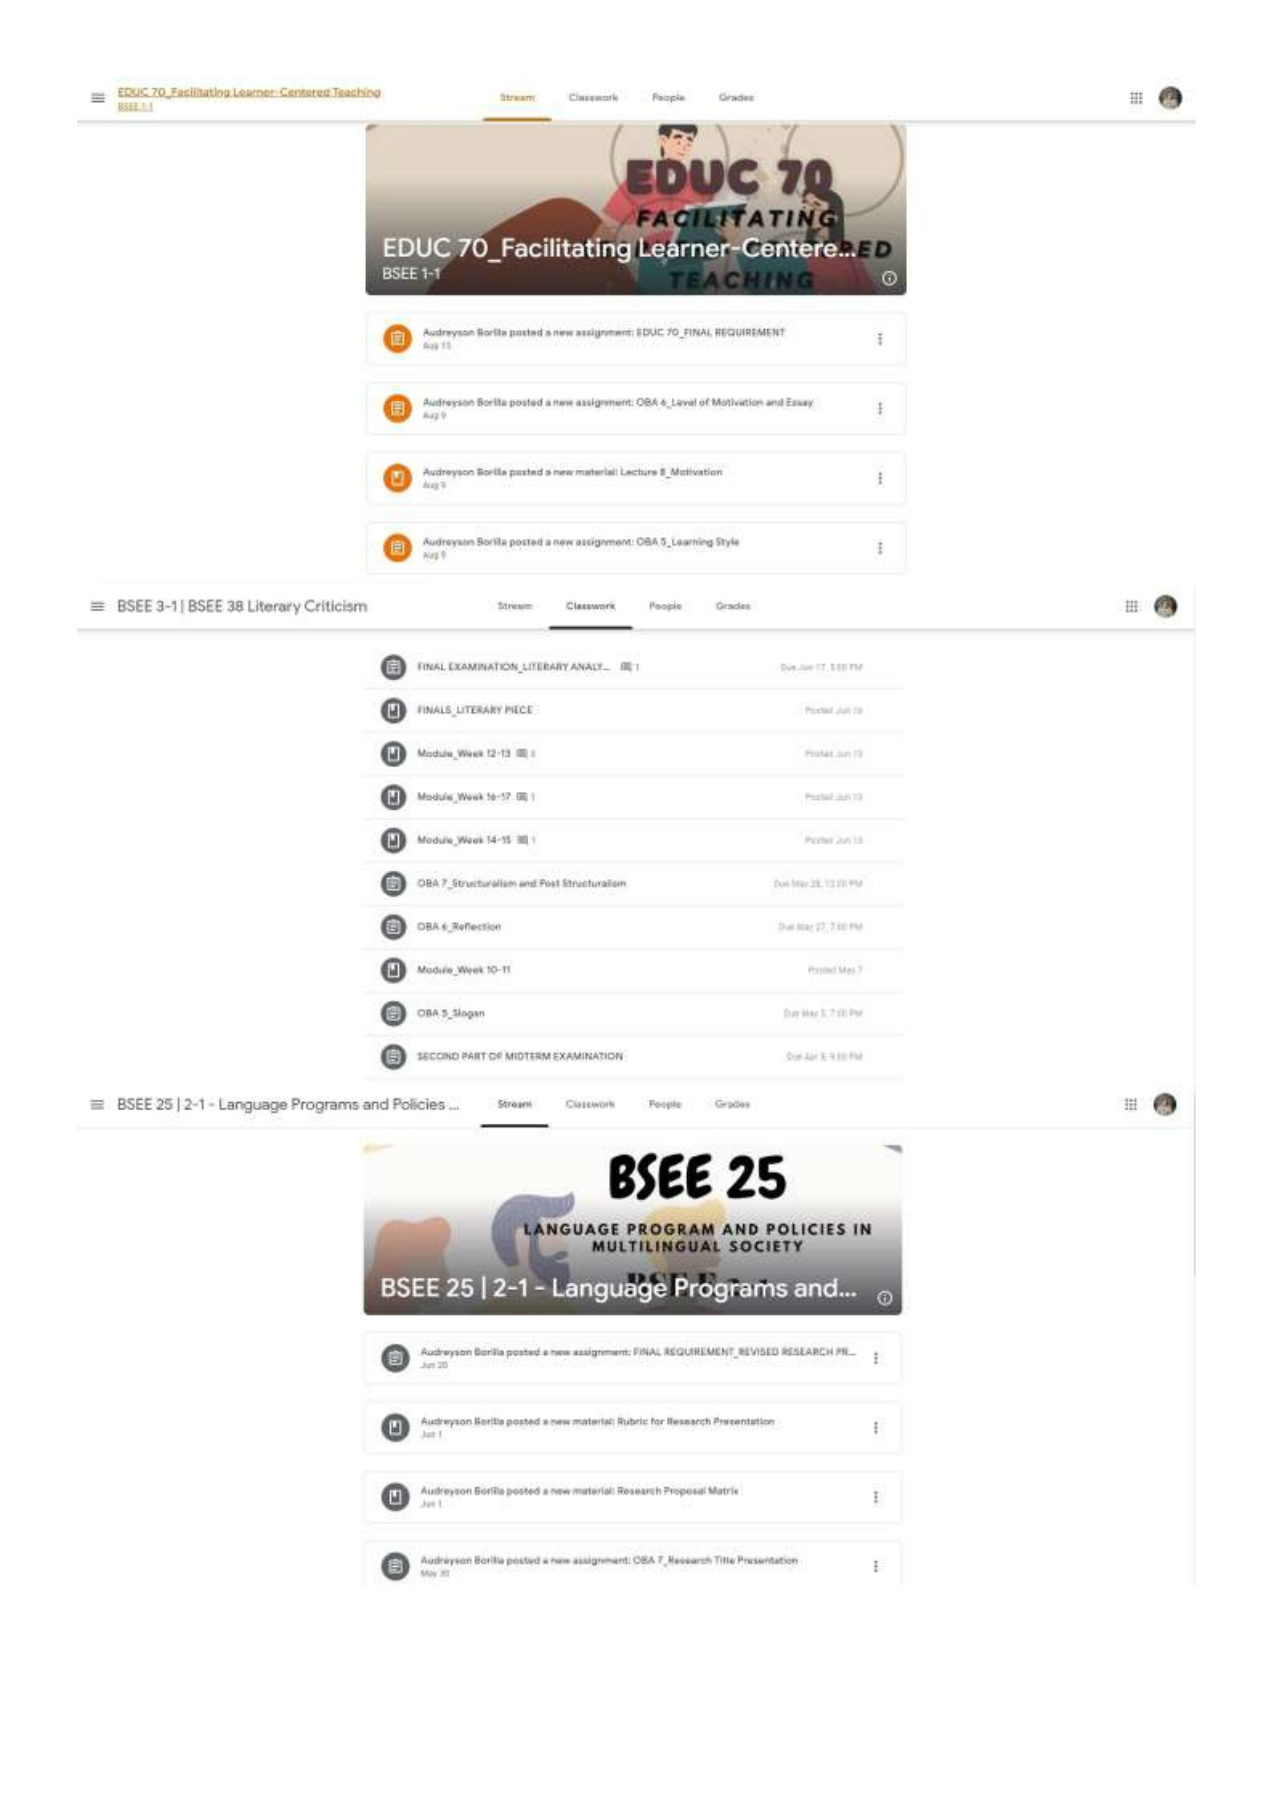 EDUC 70_Facilitating Learner-Centered Teaching
BSEE 1-1
Stream Classwork People Grades
EDUC 70
FACILITATING
TEACHING
EDUC 70_Facilitating Learner-Centere...
BSEE 1-1
Audreyson Borilla posted a new assignment: EDUC 70_FINAL REQUIREMENT
Aug 15
Audreyson Borilla posted a new assignment: OBA 6_Level of Motivation and Essay
Aug 9
Audreyson Borilla posted a new material: Lecture 8_Motivation
Aug 9
Audreyson Borilla posted a new assignment: OBA 5_Learning Style
Aug 9
BSEE 3-1 | BSEE 38 Literary Criticism
Stream Classwork People Grades
FINAL EXAMINATION_LITERARY ANALY... 1
Due Jun 17, 5:00 PM
FINALS_LITERARY PIECE
Posted Jun
Module_Week 12-13
Posted Jun 13
Module_Week 16-17 1
Posted Jun 13
Module_Week 14-15 1
Posted Jun 13
OBA 7_Structuralism and Post Structuralism
Due May 28, PM
OBA 6_Reflection
Due May 27, 7:00 PM
Module_Week 10-11
Posted May 7
OBA 5_Slogan
Due May 5, 7:00 PM
SECOND PART OF MIDTERM EXAMINATION
Due Apr PM
BSEE 25 | 2-1 - Language Programs and Policies ...
Stream Classwork People Grades
BSEE 25
LANGUAGE PROGRAM AND POLICIES IN
MULTILINGUAL SOCIETY
BSEE 2-1
BSEE 25 | 2-1 - Language Programs and...
Audreyson Borilla posted a new assignment: FINAL REQUIREMENT_REVISED RESEARCH PR...
Jun 20
Audreyson Borilla posted a new material: Rubric for Research Presentation
Jun 1
Audreyson Borilla posted a new material: Research Proposal Matrix
Jun 1
Audreyson Borilla posted a new assignment: OBA 7_Research Title Presentation
May